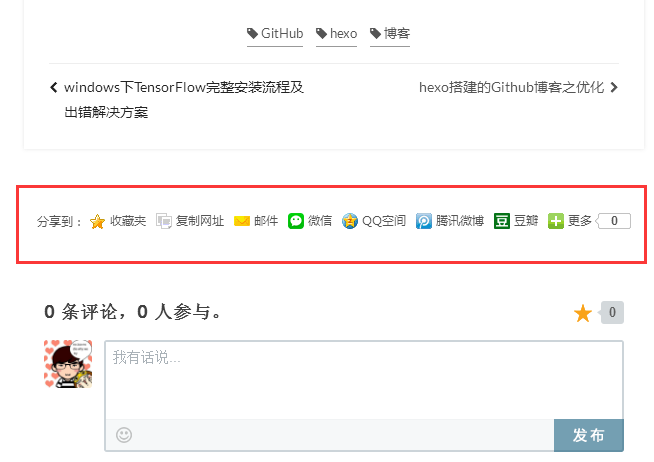 GitHub hexo 博客
windows下TensorFlow完整安装流程及
出错解决方案
hexo搭建的Github博客之优化
分享到： 收藏夹 复制网址 邮件 微信 QQ空间 腾讯微博 豆瓣 更多 0
0 条评论，0 人参与。 0
我有话说...
发布